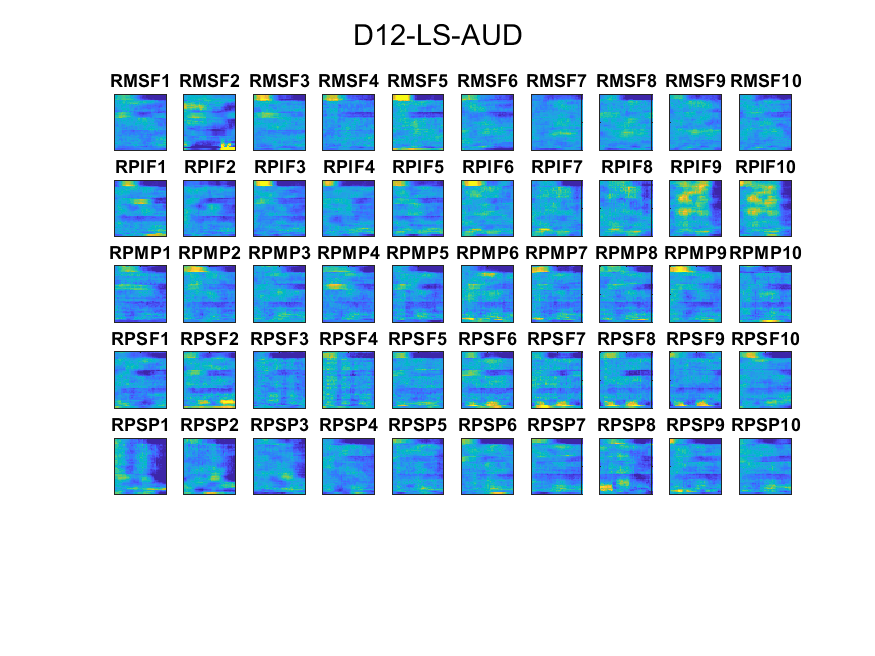 D12-LS-AUD
RMSF1 RMSF2 RMSF3 RMSF4 RMSF5 RMSF6 RMSF7 RMSF8 RMSF9 RMSF10
RPIF1 RPIF2 RPIF3 RPIF4 RPIF5 RPIF6 RPIF7 RPIF8 RPIF9 RPIF10
RPMP1 RPMP2 RPMP3 RPMP4 RPMP5 RPMP6 RPMP7 RPMP8 RPMP9 RPMP10
RPSF1 RPSF2 RPSF3 RPSF4 RPSF5 RPSF6 RPSF7 RPSF8 RPSF9 RPSF10
RPSP1 RPSP2 RPSP3 RPSP4 RPSP5 RPSP6 RPSP7 RPSP8 RPSP9 RPSP10